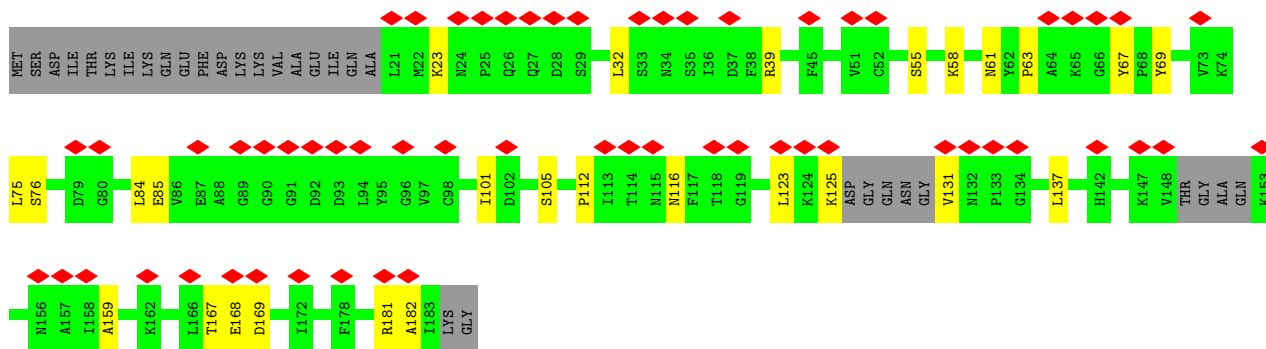 MET SER ASP ILE THR LYS ILE ILE LYS GLN GLU PHE ASP LYS LYS VAL ALA GLU ILE GLN ALA L21 M22 K23 N24 P25 Q26 Q27 D28 S29 L32 S33 N34 S35 I36 D37 F38 R39 F45 V51 C52 S55 K58 N61 Y62 P63 A64 K65 G66 Y67 P68 Y69 V73 K74
L75 S76 D79 G80 L84 E85 V86 E87 A88 G89 G90 G91 D92 D93 L94 Y95 G96 V97 C98 I101 D102 S105 P112 I113 T114 N115 N116 F117 T118 G119 L123 K124 K125 ASP GLY GLN ASN GLY V131 N132 P133 G134 L137 H142 K147 V148 THR GLY ALA GLN K153
N156 A157 I158 A159 K162 L166 T167 E168 D169 I172 F178 R181 A182 I183 LYS GLY